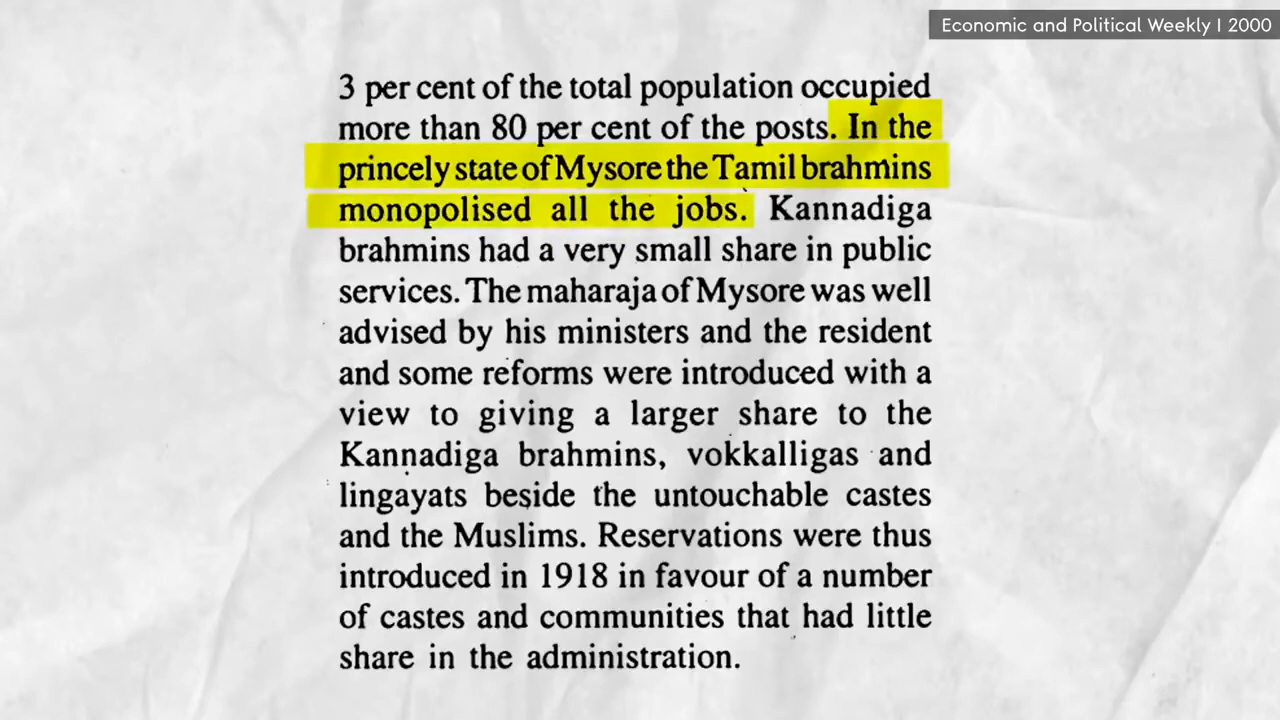 Economic and Political Weekly | 2000
3 per cent of the total population occupied
more than 80 per cent of the posts. In the
princely state of Mysore the Tamil brahmins
monopolised all the jobs. Kannadiga
brahmins had a very small share in public
services. The maharaja of Mysore was well
advised by his ministers and the resident
and some reforms were introduced with a
view to giving a larger share to the
Kannadiga brahmins, vokkalligas and
lingayats beside the untouchable castes
and the Muslims. Reservations were thus
introduced in 1918 in favour of a number
of castes and communities that had little
share in the administration.